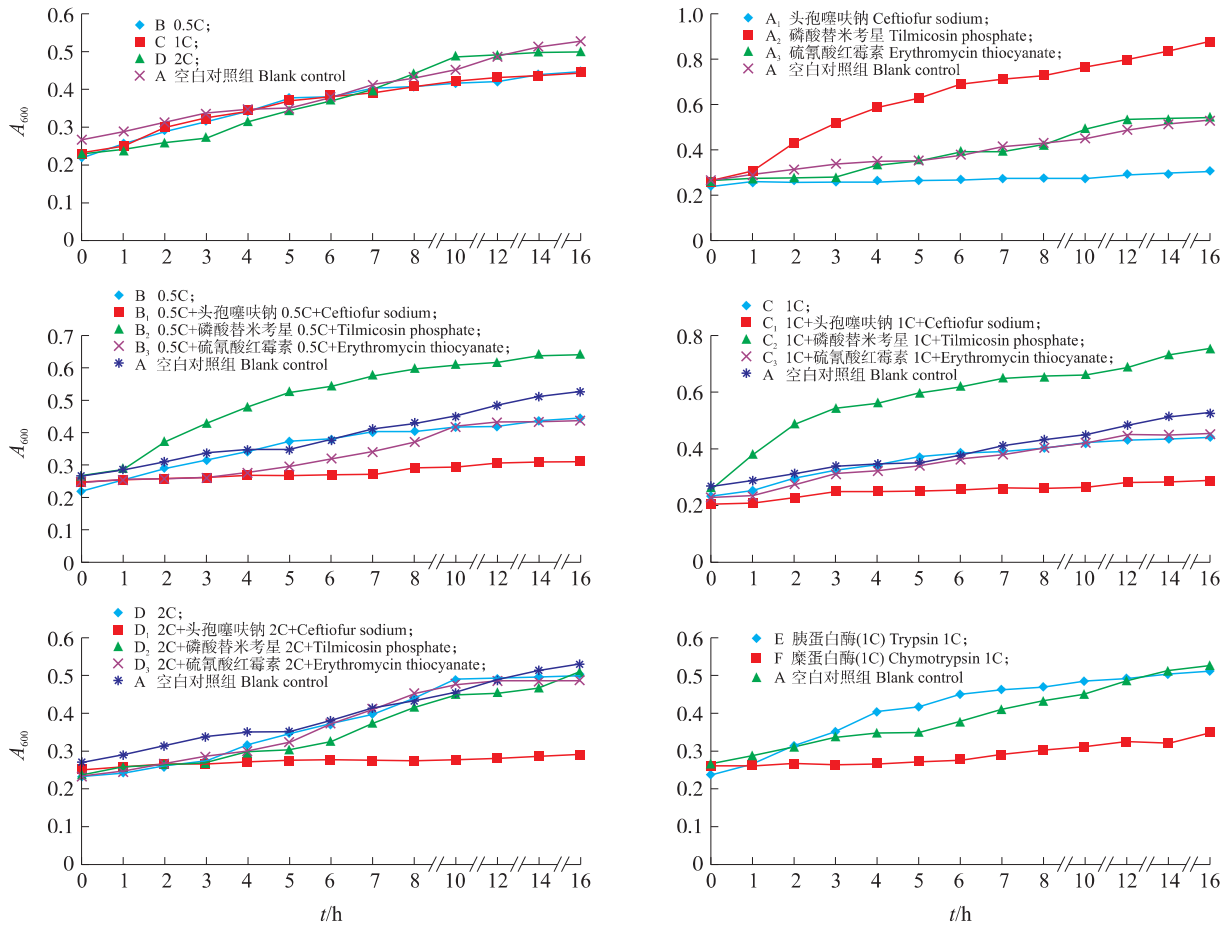 B 0.5C;
C 1C;
D 2C;
A 空白对照组 Blank control
0.6
0.5
0.4
0.3
0.2
0.1
0
A600
0 1 2 3 4 5 6 7 8 10 12 14 16
A1 头孢噻呋钠 Ceftiofur sodium;
A2 磷酸替米考星 Tilmicosin phosphate;
A3 硫氰酸红霉素 Erythromycin thiocyanate;
A 空白对照组 Blank control
1.0
0.8
0.6
0.4
0.2
0
0 1 2 3 4 5 6 7 8 10 12 14 16
B 0.5C;
B1 0.5C+头孢噻呋钠 0.5C+Ceftiofur sodium;
B2 0.5C+磷酸替米考星 0.5C+Tilmicosin phosphate;
B3 0.5C+硫氰酸红霉素 0.5C+Erythromycin thiocyanate;
A 空白对照组 Blank control
0.7
0.6
0.5
0.4
0.3
0.2
0.1
0
A600
0 1 2 3 4 5 6 7 8 10 12 14 16
C 1C;
C1 1C+头孢噻呋钠 1C+Ceftiofur sodium;
C2 1C+磷酸替米考星 1C+Tilmicosin phosphate;
C3 1C+硫氰酸红霉素 1C+Erythromycin thiocyanate;
A 空白对照组 Blank control
0.8
0.6
0.4
0.2
0
0 1 2 3 4 5 6 7 8 10 12 14 16
D 2C;
D1 2C+头孢噻呋钠 2C+Ceftiofur sodium;
D2 2C+磷酸替米考星 2C+Tilmicosin phosphate;
D3 2C+硫氰酸红霉素 2C+Erythromycin thiocyanate;
A 空白对照组 Blank control
0.6
0.5
0.4
0.3
0.2
0.1
0
A600
0 1 2 3 4 5 6 7 8 10 12 14 16
t/h
E 胰蛋白酶(1C) Trypsin 1C;
F 糜蛋白酶(1C) Chymotrypsin 1C;
A 空白对照组 Blank control
0.6
0.5
0.4
0.3
0.2
0.1
0
0 1 2 3 4 5 6 7 8 10 12 14 16
t/h